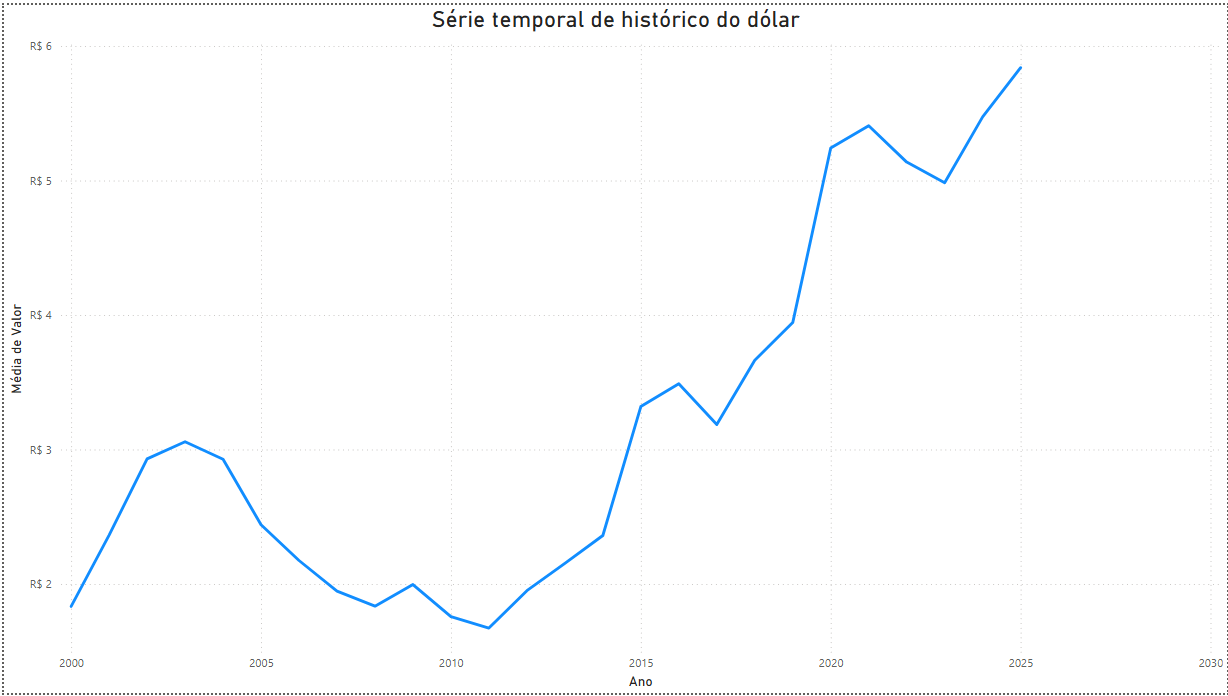 Série temporal de histórico do dólar
R$ 6
R$ 5
R$ 4
R$ 3
R$ 2
Média de Valor
2000 2005 2010 2015 2020 2025 2030
Ano